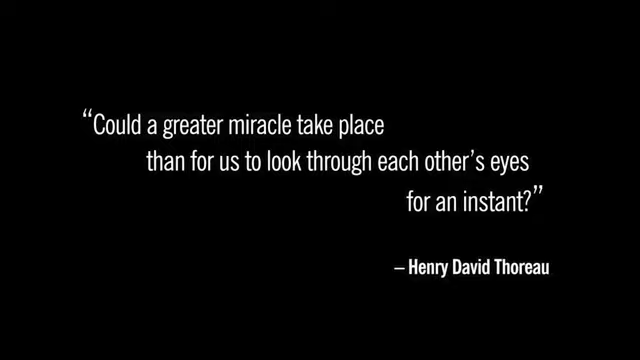 “Could a greater miracle take place
than for us to look through each other’s eyes
for an instant?”
– Henry David Thoreau